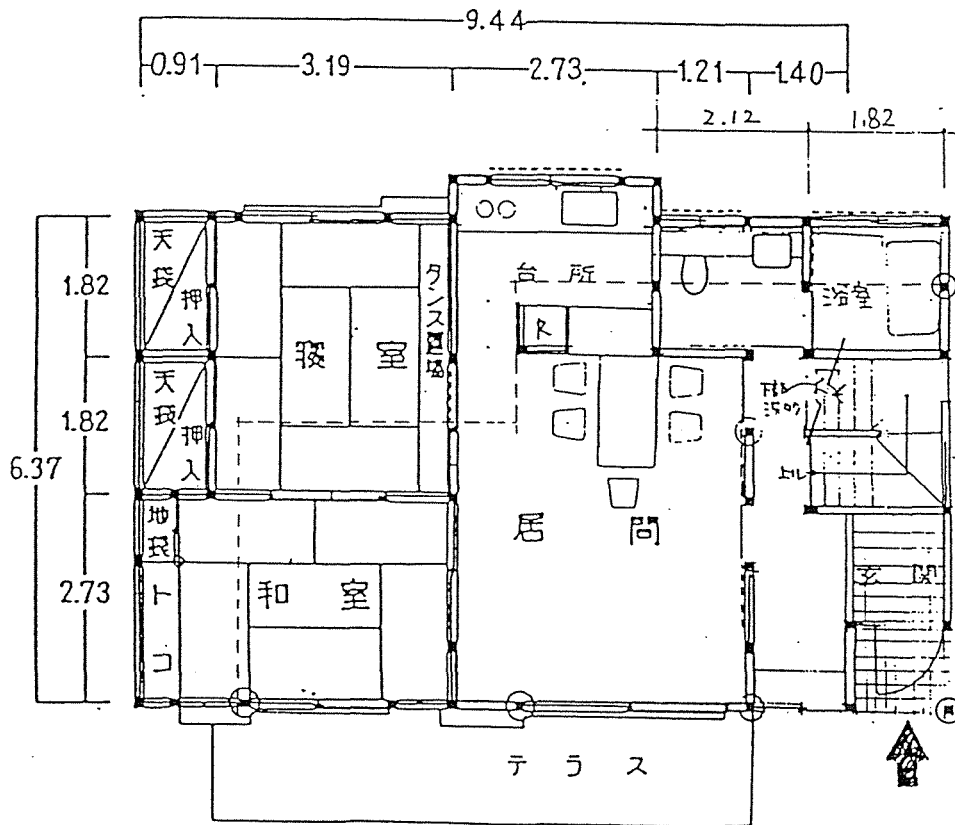 9.44
0.91 3.19 2.73 1.21 1.40
2.12 1.82
天袋
押入
タンス置場
台所
浴室
1.82
寝室
R
天袋
押入
1.82
6.37
上ル
地袋
居間
玄関
2.73
和室
トコ
テラス